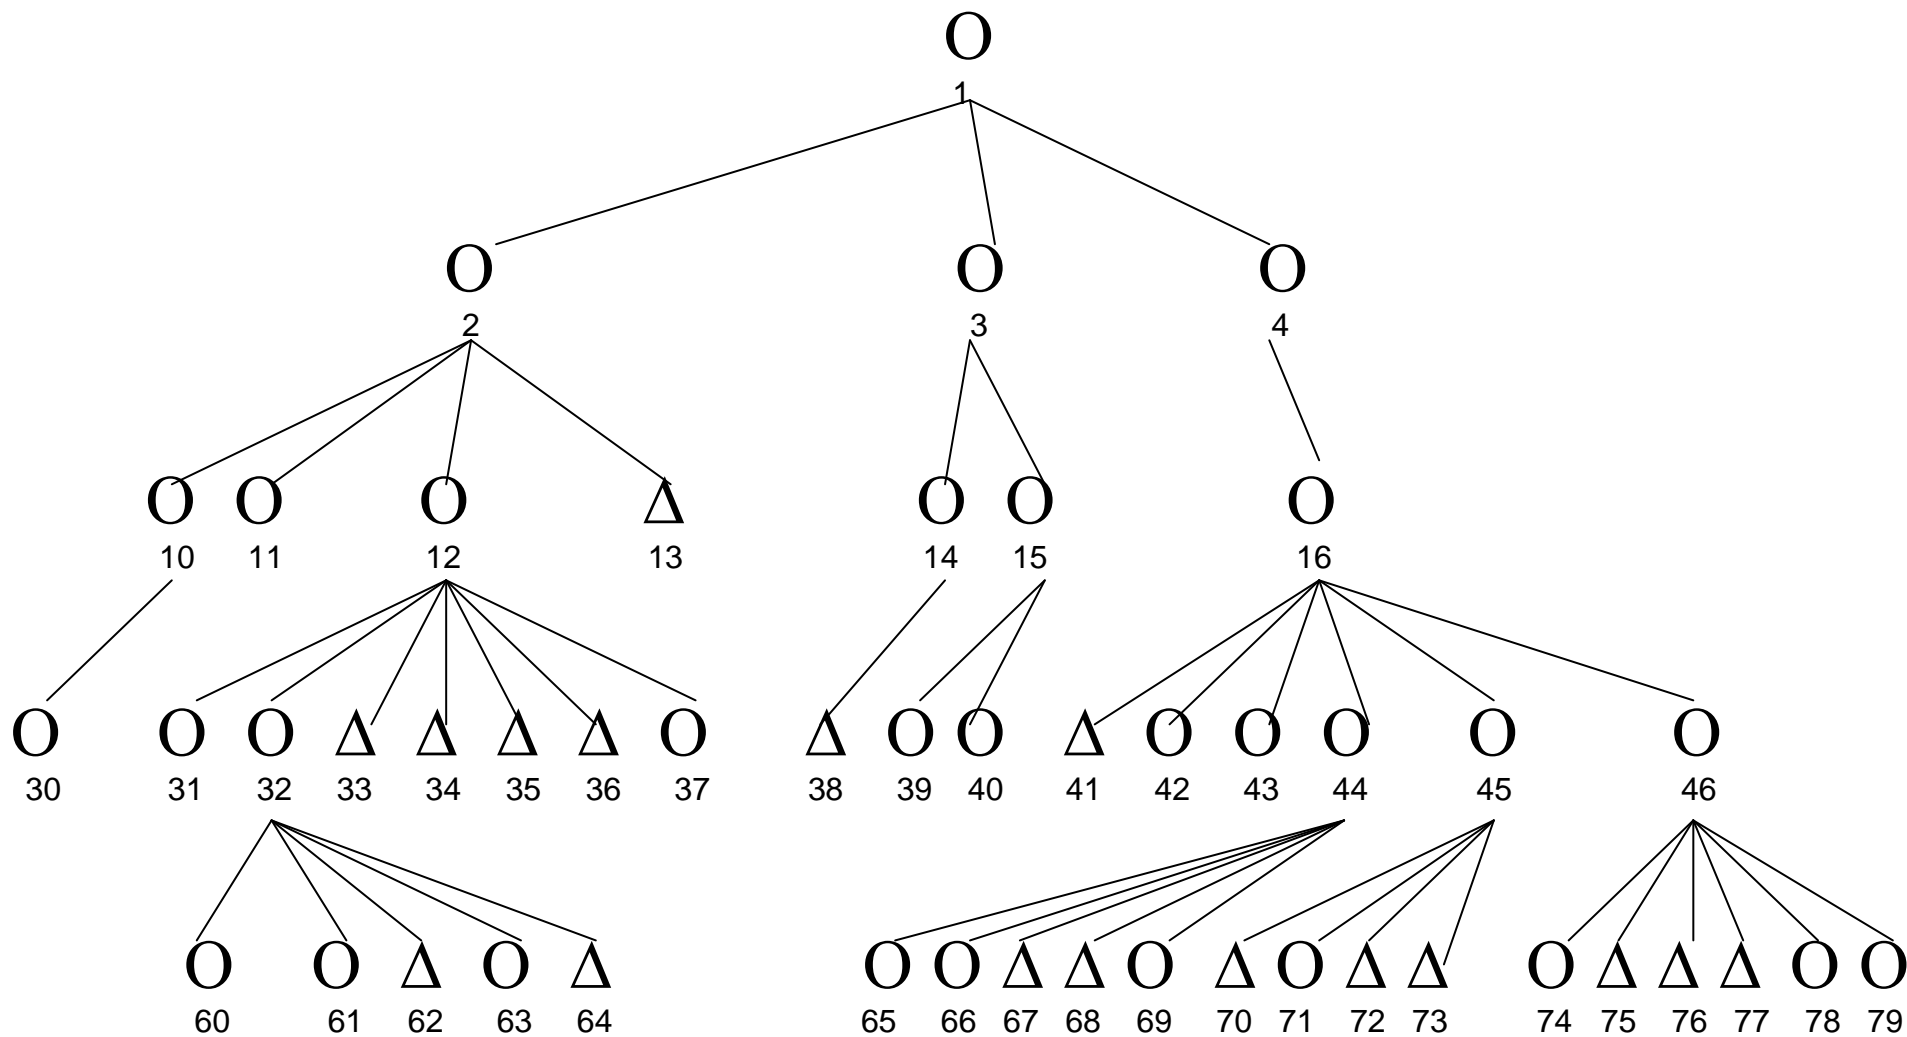 Ο
1
Ο Ο Ο
2 3 4
Ο Ο Ο Δ Ο Ο Ο
10 11 12 13 14 15 16
Ο Ο Ο Δ Δ Δ Δ Ο Δ Ο Ο Δ Ο Ο Ο Ο Ο
30 31 32 33 34 35 36 37 38 39 40 41 42 43 44 45 46
Ο Ο Δ Ο Δ Ο Ο Δ Δ Ο Δ Ο Δ Δ Ο Δ Δ Δ Ο Ο
60 61 62 63 64 65 66 67 68 69 70 71 72 73 74 75 76 77 78 79